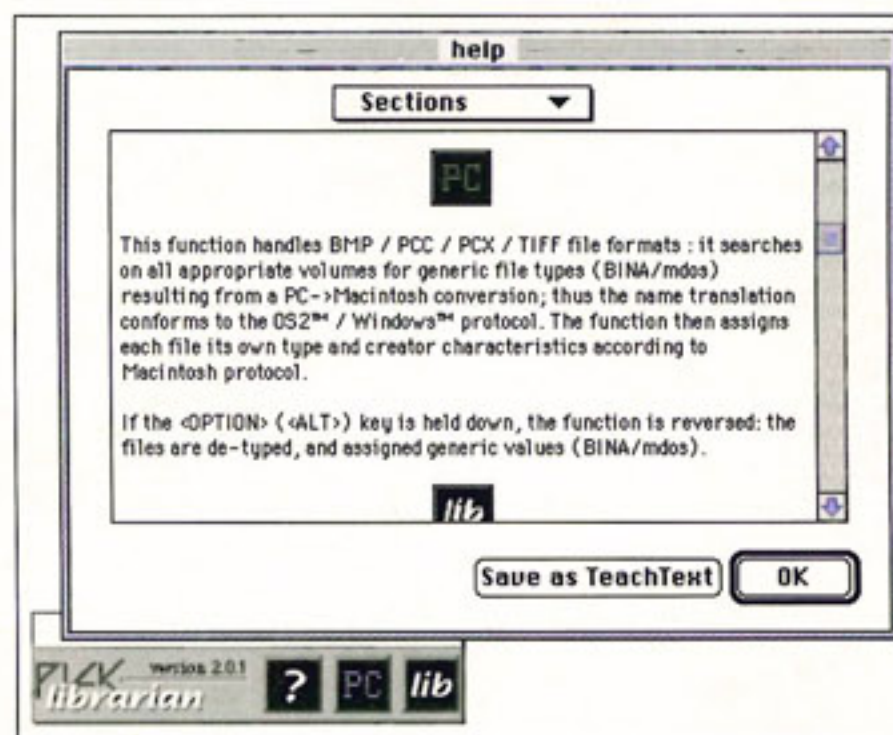 help
Sections
PC
This function handles BMP / PCC / PCX / TIFF file formats : it searches
on all appropriate volumes for generic file types (BINA/mdos)
resulting from a PC->Macintosh conversion; thus the name translation
conforms to the OS2™ / Windows™ protocol. The function then assigns
each file its own type and creator characteristics according to
Macintosh protocol.
If the <OPTION> (<ALT>) key is held down, the function is reversed: the
files are de-typed, and assigned generic values (BINA/mdos).
lib
Save as TeachText
OK
version 2.0.1
librarian
? PC lib